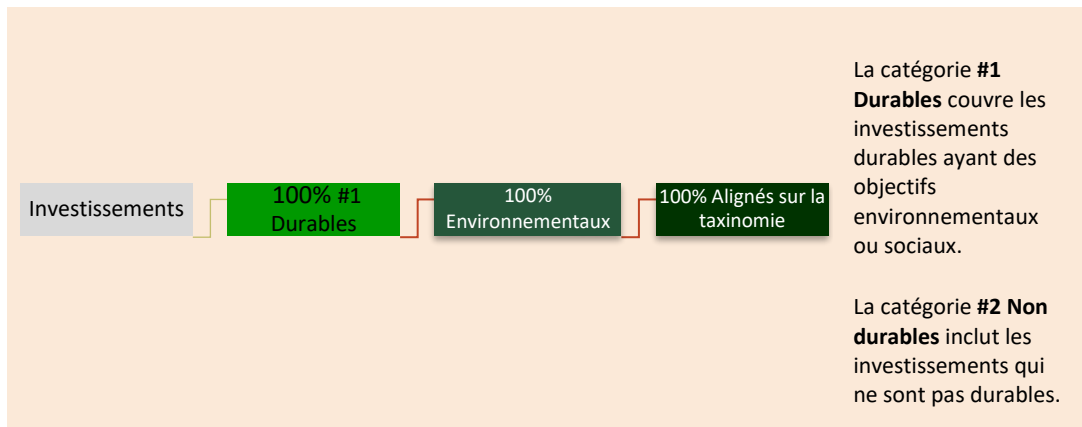 Investissements
100% #1
Durables
100%
Environnementaux
100% Alignés sur la
taxinomie
La catégorie #1
Durables couvre les
investissements
durables ayant des
objectifs
environnementaux
ou sociaux.
La catégorie #2 Non
durables inclut les
investissements qui
ne sont pas durables.